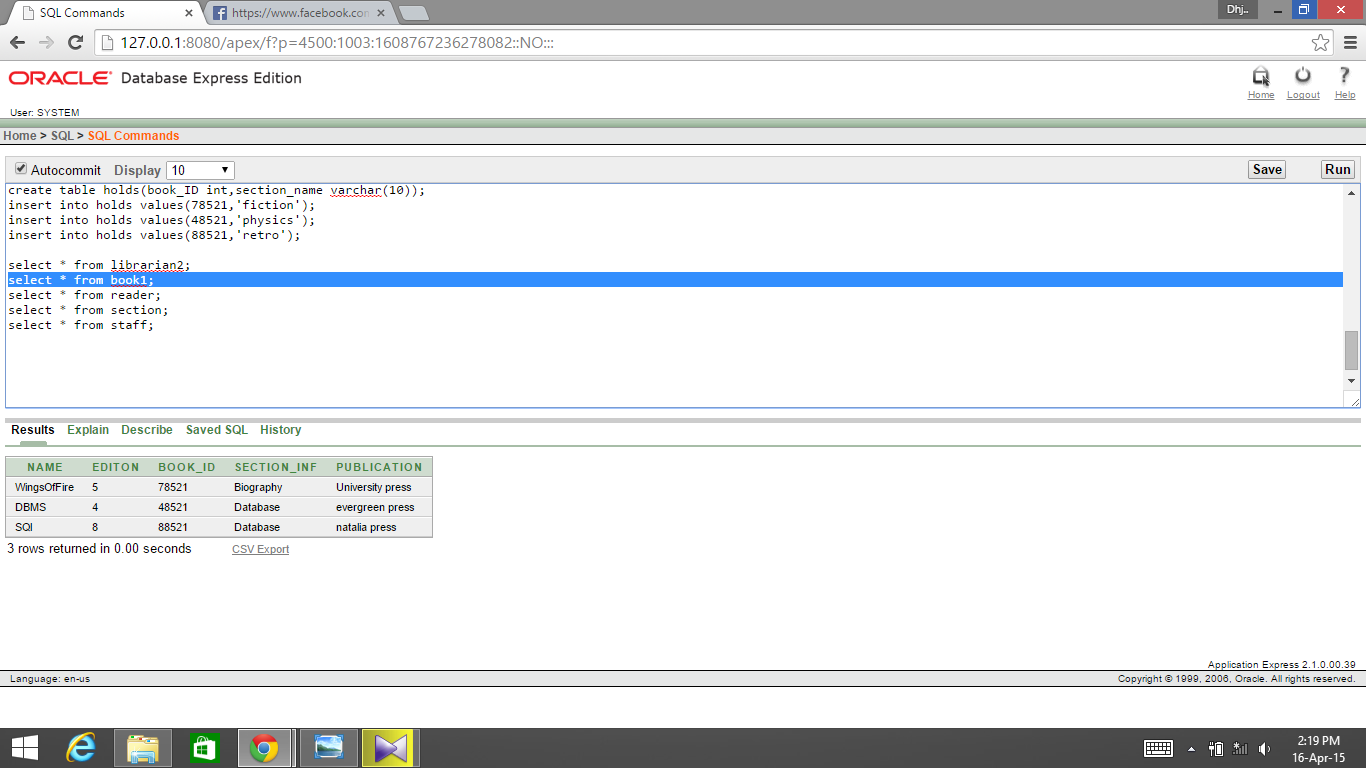 SQL Commands
https://www.facebook.con
Dhj..
127.0.0.1:8080/apex/f?p=4500:1003:1608767236278082::NO:::
ORACLE Database Express Edition
Home Logout Help
User: SYSTEM
Home > SQL > SQL Commands
Autocommit Display 10 Save Run
create table holds(book_ID int,section_name varchar(10));
insert into holds values(78521,'fiction');
insert into holds values(48521,'physics');
insert into holds values(88521,'retro');
select * from librarian2;
select * from book1;
select * from reader;
select * from section;
select * from staff;
Results Explain Describe Saved SQL History
NAME EDITON BOOK_ID SECTION_INF PUBLICATION
WingsOfFire 5 78521 Biography University press
DBMS 4 48521 Database evergreen press
SQl 8 88521 Database natalia press
3 rows returned in 0.00 seconds CSV Export
Application Express 2.1.0.00.39
Language: en-us Copyright © 1999, 2006, Oracle. All rights reserved.
2:19 PM
16-Apr-15